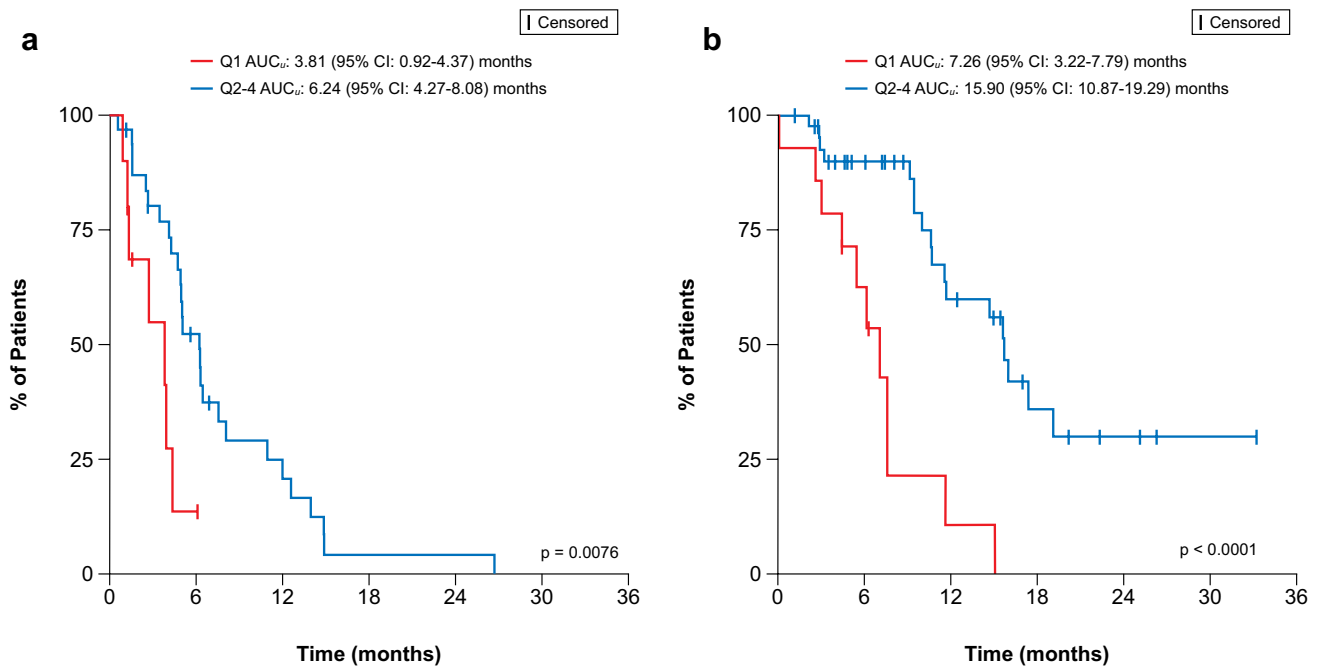 a
Censored
Q1 AUCᵤ: 3.81 (95% CI: 0.92-4.37) months
Q2-4 AUCᵤ: 6.24 (95% CI: 4.27-8.08) months
% of Patients
100
75
50
25
0
0 6 12 18 24 30 36
p = 0.0076
Time (months)
b
Censored
Q1 AUCᵤ: 7.26 (95% CI: 3.22-7.79) months
Q2-4 AUCᵤ: 15.90 (95% CI: 10.87-19.29) months
% of Patients
100
75
50
25
0
0 6 12 18 24 30 36
p < 0.0001
Time (months)